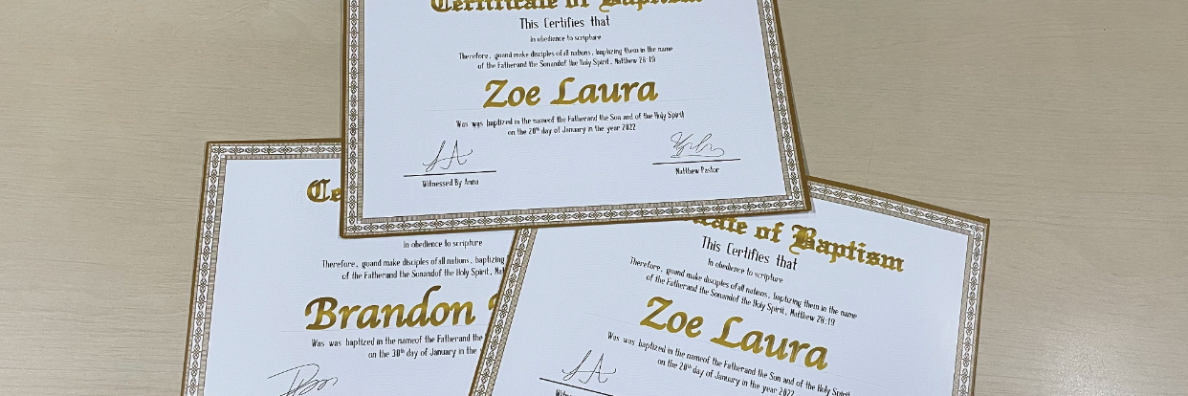 Certificate of Baptism
This Certifies that
in obedience to scripture
Therefore, goand make disciples of all nations, baptizing them in the name
of the Fatherand the Sonandof the Holy Spirit, Matthew 28:19
Zoe Laura
Was was baptized in the nameof the Fatherand the Son and of the Holy Spirit
on the 20th day of January in the year 2022
Witnessed By Anna
Matthew Pastor
Ce
in obedience to scripture
Therefore, goand make disciples of all nations, baptizing
of the Fatherand the Sonandof the Holy Spirit,
Brandon
Was was baptized in the nameof the Fatherand the
on the 30th day of January in the
cate of Baptism
This Certifies that
in obedience to scripture
Therefore, goand make disciples of all nations, baptizing them in the name
of the Fatherand the Sonandof the Holy Spirit, Matthew 28:19
Zoe Laura
Was was baptized in the nameof the Fatherand the Son and of the Holy Spirit
on the 20th day of January in the year 2022